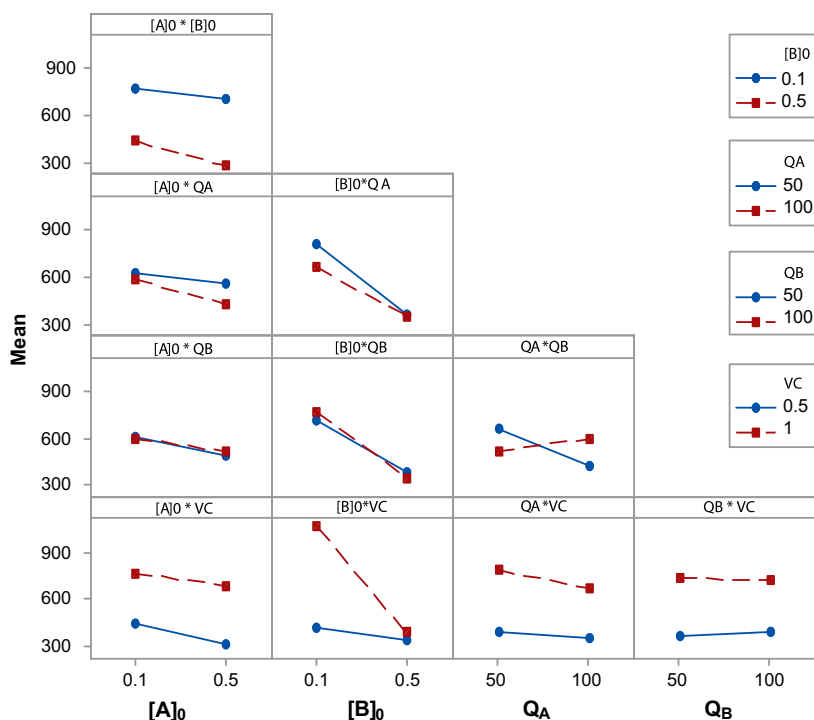 [A]0 * [B]0
900
600
300
[A]0 * QA
[B]0*Q A
900
600
300
[A]0 * QB
[B]0*QB
QA *QB
900
600
300
[A]0 * VC
[B]0*VC
QA*VC
QB * VC
900
600
300
0.1
0.5
0.1
0.5
50
100
50
100
[A]0
[B]0
QA
QB
Mean
[B]0
0.1
0.5
QA
50
100
QB
50
100
VC
0.5
1